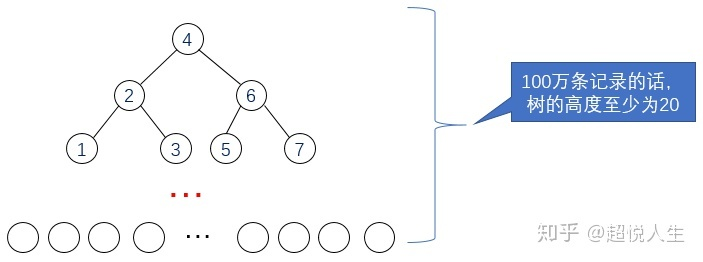 4
2 6
1 3 5 7
...
...
100万条记录的话，
树的高度至少为20
知乎 @超悦人生